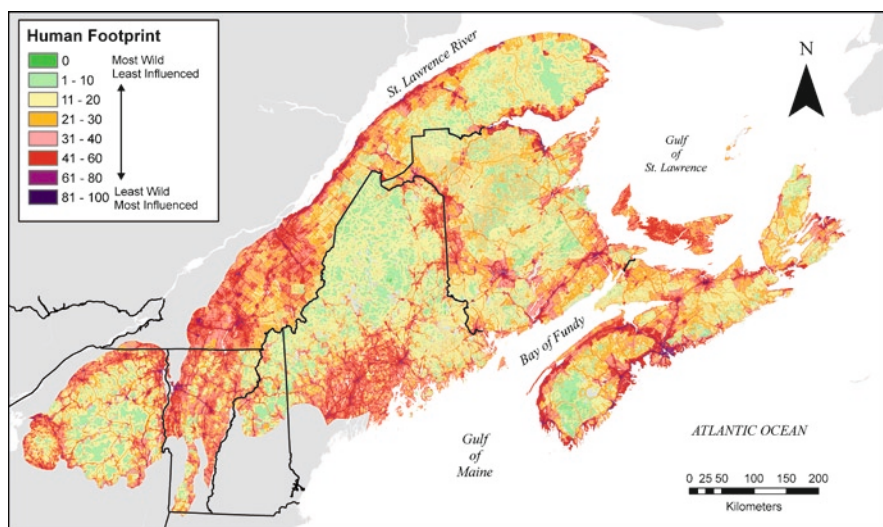 Human Footprint
0
1 - 10
11 - 20
21 - 30
31 - 40
41 - 60
61 - 80
81 - 100
Most Wild
Least Influenced
Least Wild
Most Influenced
St. Lawrence River
N
Gulf
of
St. Lawrence
Bay of Fundy
Gulf
of
Maine
ATLANTIC OCEAN
0 25 50 100 150 200
Kilometers